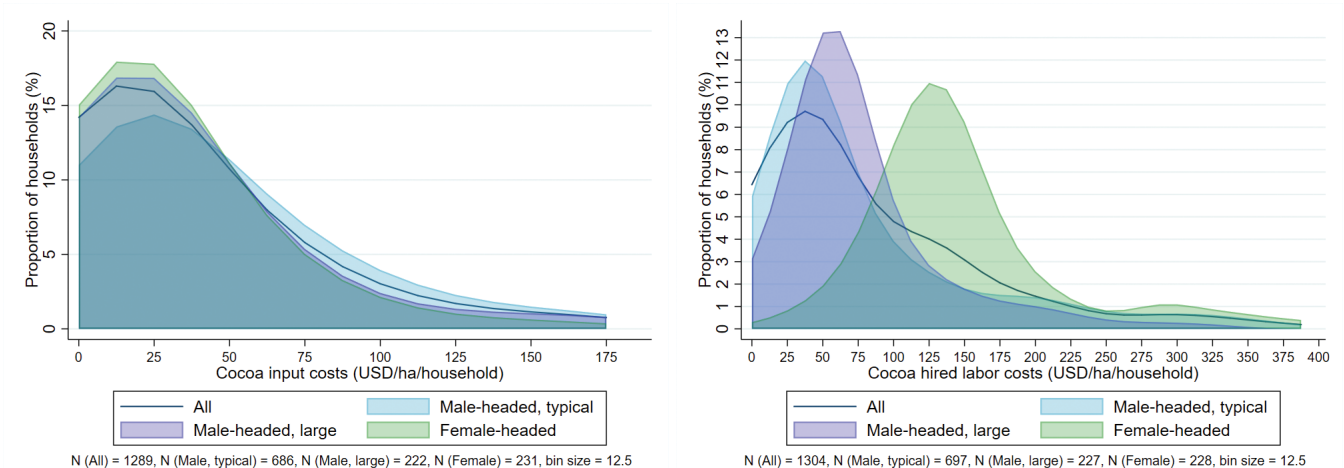 Proportion of households (%)
20
15
10
5
0
0 25 50 75 100 125 150 175
Cocoa input costs (USD/ha/household)
All Male-headed, typical
Male-headed, large Female-headed
N (All) = 1289, N (Male, typical) = 686, N (Male, large) = 222, N (Female) = 231, bin size = 12.5
Proportion of households (%)
13
12
11
10
9
8
7
6
5
4
3
2
1
0
0 25 50 75 100 125 150 175 200 225 250 275 300 325 350 375 400
Cocoa hired labor costs (USD/ha/household)
All Male-headed, typical
Male-headed, large Female-headed
N (All) = 1304, N (Male, typical) = 697, N (Male, large) = 227, N (Female) = 228, bin size = 12.5